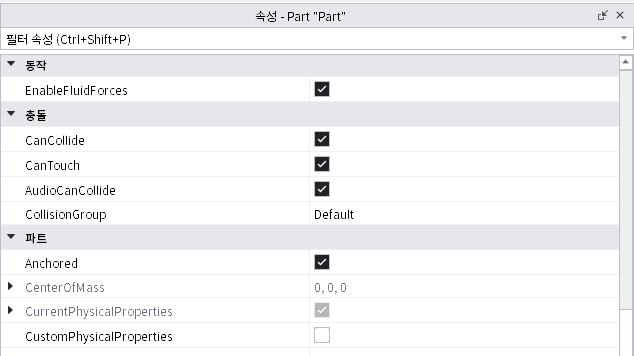 속성 - Part "Part"
필터 속성 (Ctrl+Shift+P)
동작
EnableFluidForces
충돌
CanCollide
CanTouch
AudioCanCollide
CollisionGroup Default
파트
Anchored
CenterOfMass 0, 0, 0
CurrentPhysicalProperties
CustomPhysicalProperties